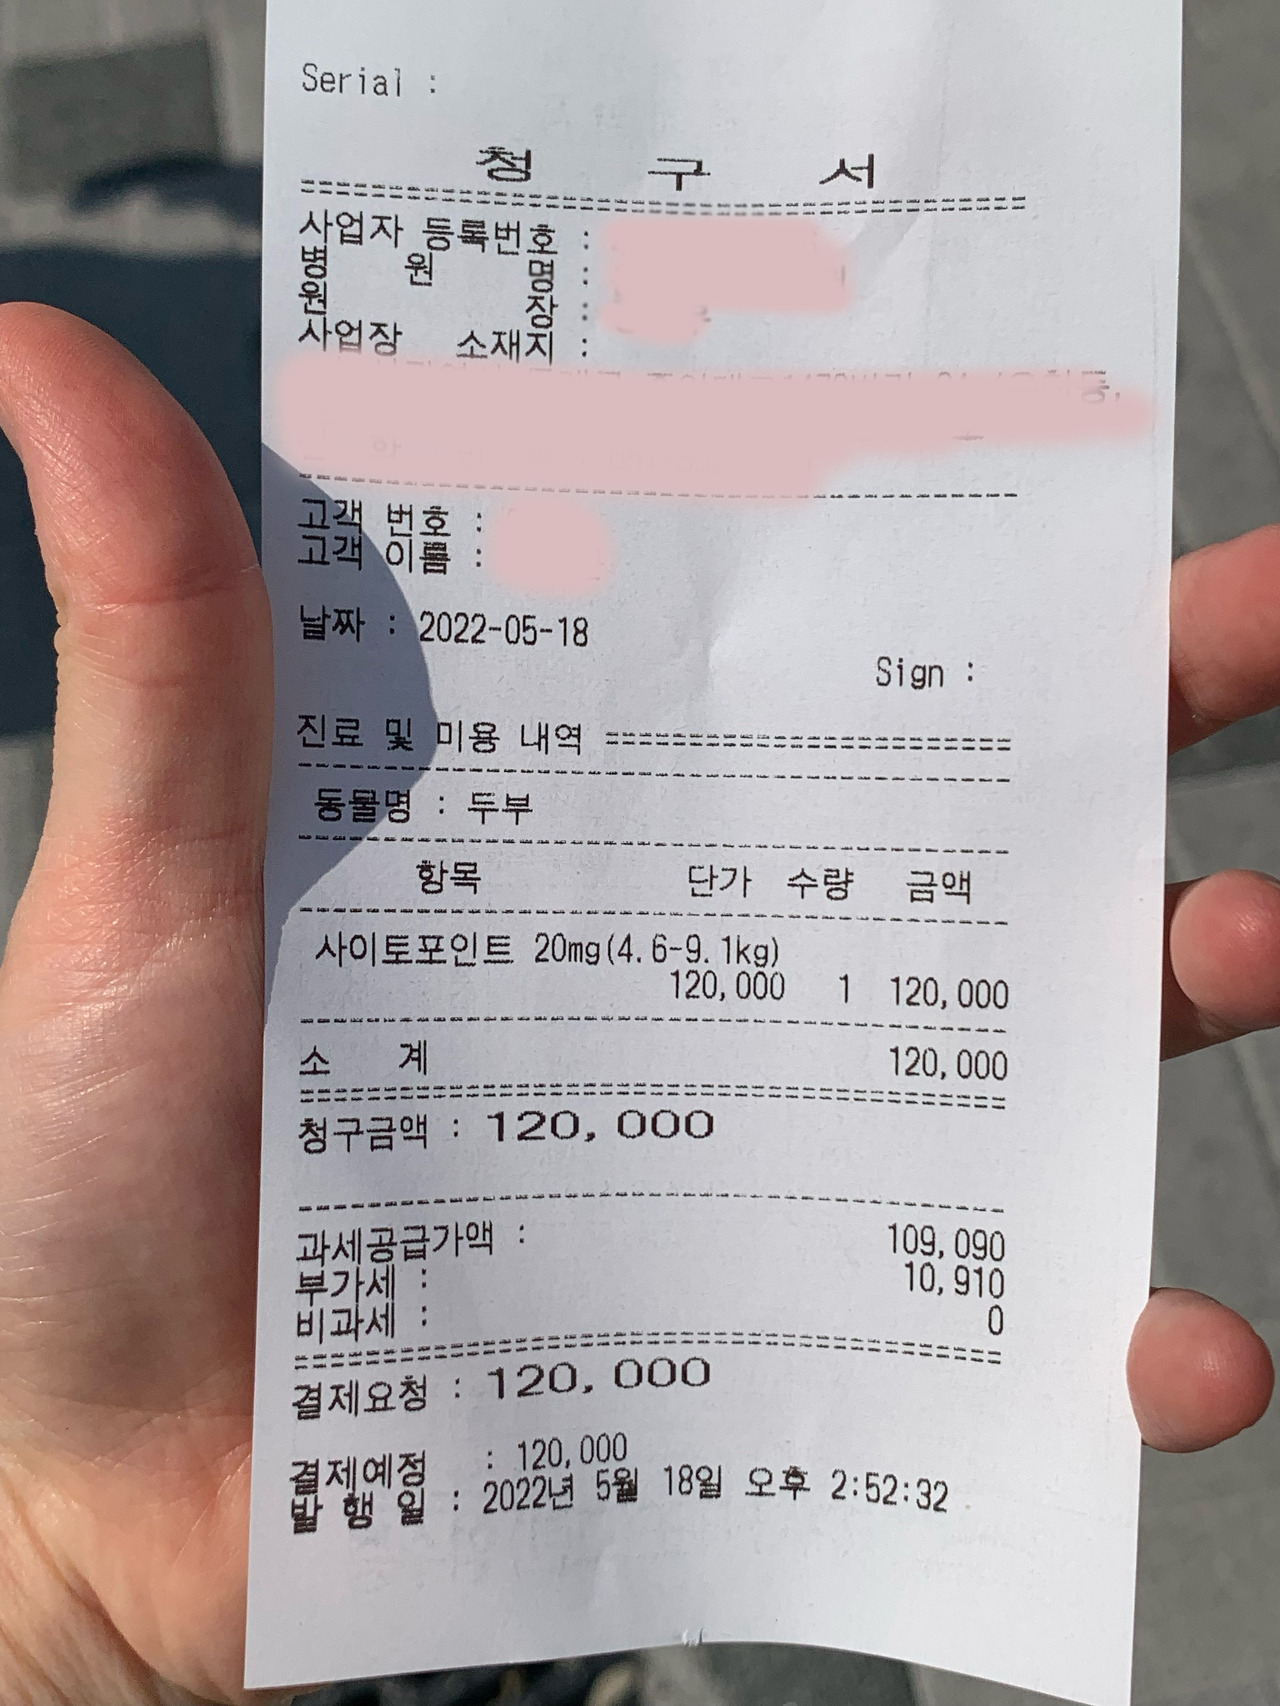 Serial :
청 구 서
사업자 등록번호 :
병 원 명 :
원 장 :
사업장 소재지 :
고객 번호 :
고객 이름 :
날짜 : 2022-05-18
Sign :
진료 및 미용 내역
동물명 : 두부
항목 단가 수량 금액
사이토포인트 20mg(4.6-9.1kg)
120,000 1 120,000
소 계 120,000
청구금액 : 120,000
과세공급가액 : 109,090
부가세 : 10,910
비과세 : 0
결제요청 : 120,000
결제예정 : 120,000
발 행 일 : 2022년 5월 18일 오후 2:52:32